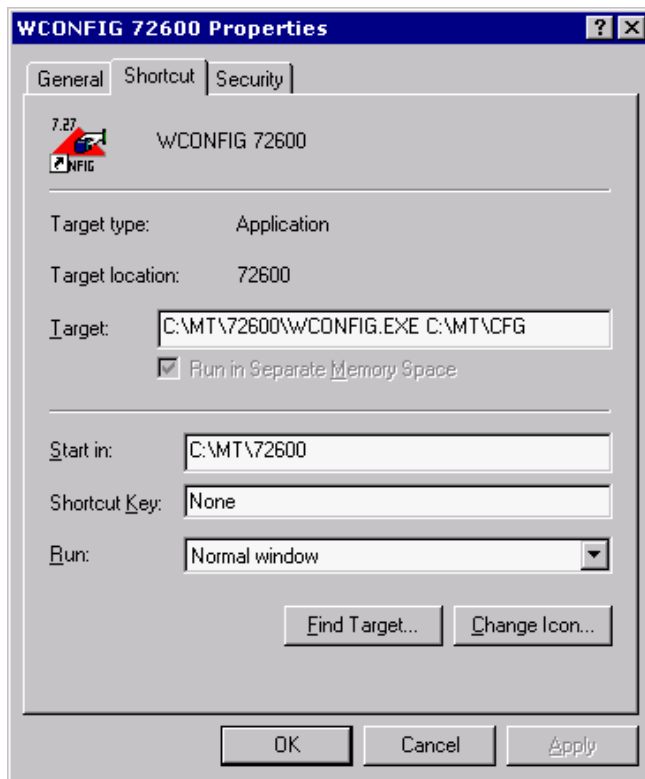 WCONFIG 72600 Properties
General Shortcut Security
7.27
NFIG
WCONFIG 72600
Target type: Application
Target location: 72600
Target: C:\MT\72600\WCONFIG.EXE C:\MT\CFG
Run in Separate Memory Space
Start in: C:\MT\72600
Shortcut Key: None
Run: Normal window
Find Target... Change Icon...
OK Cancel Apply